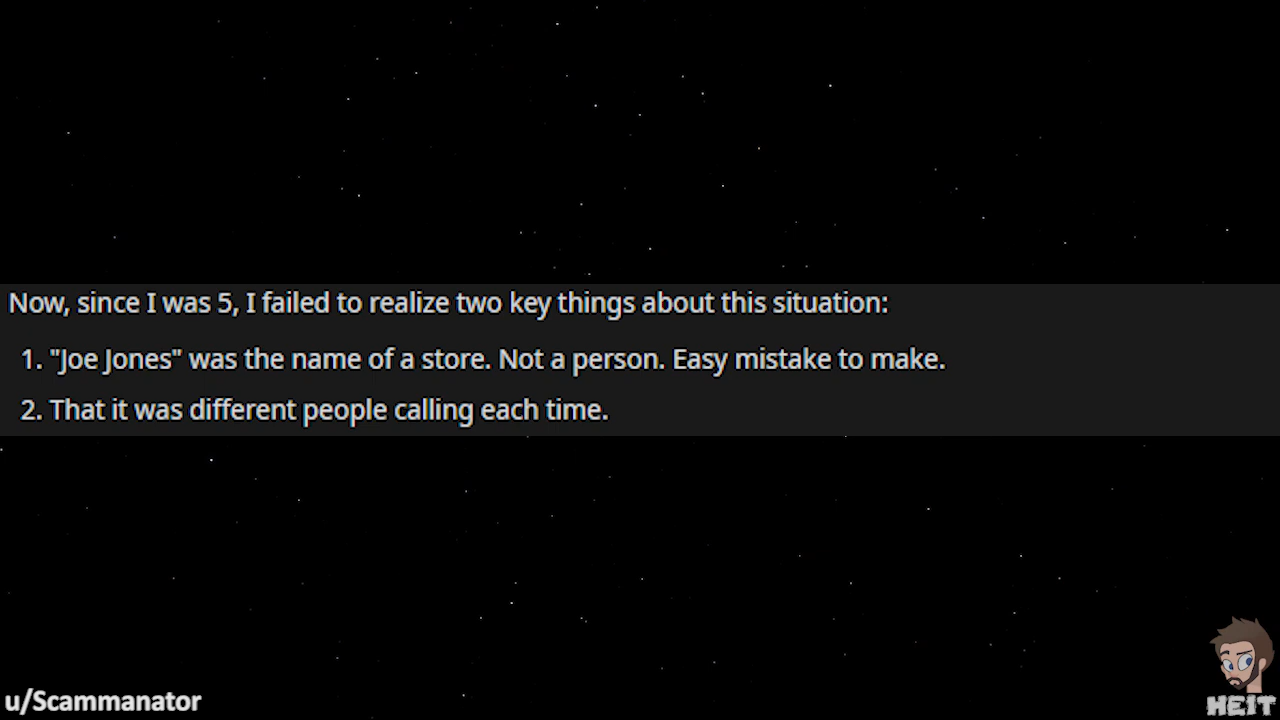 Now, since I was 5, I failed to realize two key things about this situation:
1. "Joe Jones" was the name of a store. Not a person. Easy mistake to make.
2. That it was different people calling each time.
u/Scammanator
HEIT